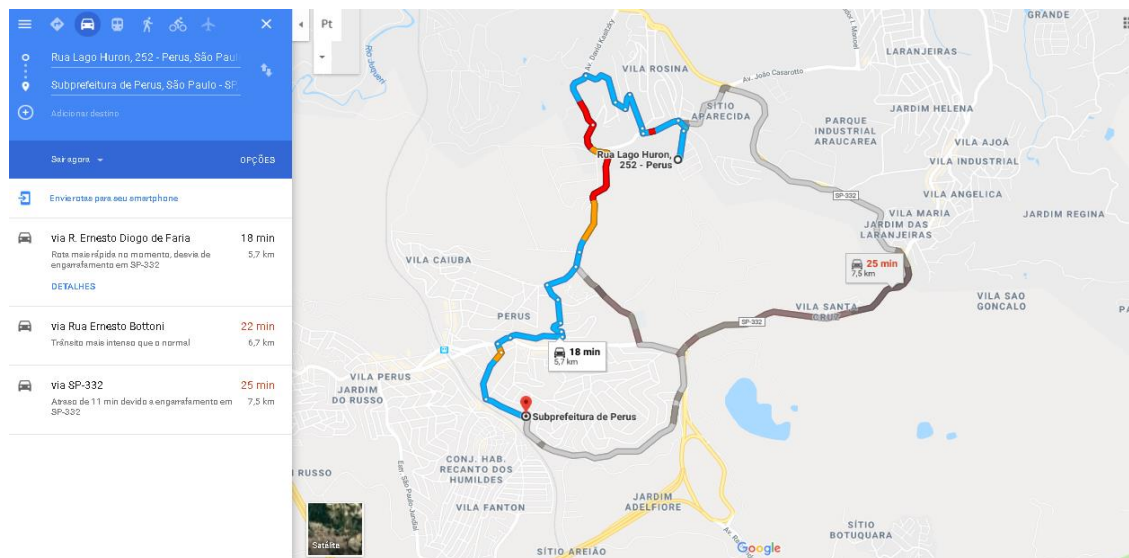 Rua Lago Huron, 252 - Perus, São Paul
Subprefeitura de Perus, São Paulo - SP
Adicionar destino
Sair agora
OPÇÕES
Envie rotas para seu smartphone
via R. Ernesto Diogo de Faria
18 min
Rota mais rápida no momento, desvia de
5,7 km
engarrafamento em SP-332
DETALHES
via Rua Ernesto Bottoni
22 min
Trânsito mais intenso que o normal
6,7 km
via SP-332
25 min
Atraso de 11 min devido a engarrafamento em
7,5 km
SP-332
Pt
GRANDE
Rio Juqueri
Av. David Kasitzky
VILA ROSINA
Av. João Casarotto
LARANJEIRAS
SÍTIO
APARECIDA
JARDIM HELENA
PARQUE
INDUSTRIAL
ARAUCAREA
VILA AJOÁ
VILA INDUSTRIAL
Rua Lago Huron,
252 - Perus
SP-332
VILA ANGELICA
VILA MARIA
JARDIM REGINA
JARDIM DAS
LARANJEIRAS
VILA CAIUBA
25 min
7,5 km
VILA SAO
GONCALO
VILA SANTA
CRUZ
SP-332
PERUS
18 min
5,7 km
VILA PERUS
JARDIM
DO RUSSO
Subprefeitura de Perus
CONJ. HAB.
RECANTO DOS
HUMILDES
RUSSO
JARDIM
ADELFIORE
VILA FANTON
SÍTIO
BOTUQUARA
SÍTIO AREIÃO
Satélite
Google